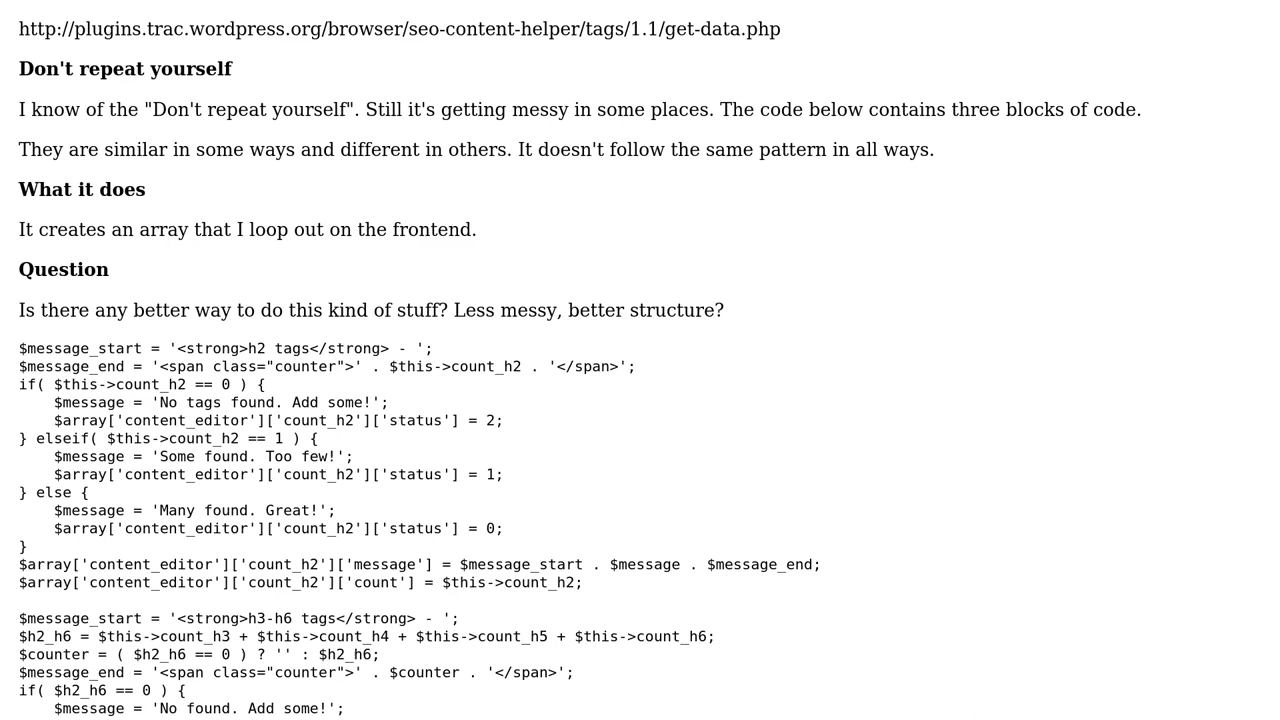 http://plugins.trac.wordpress.org/browser/seo-content-helper/tags/1.1/get-data.php
Don't repeat yourself
I know of the "Don't repeat yourself". Still it's getting messy in some places. The code below contains three blocks of code.
They are similar in some ways and different in others. It doesn't follow the same pattern in all ways.
What it does
It creates an array that I loop out on the frontend.
Question
Is there any better way to do this kind of stuff? Less messy, better structure?
$message_start = '<strong>h2 tags</strong> - ';
$message_end = '<span class="counter">' . $this->count_h2 . '</span>';
if( $this->count_h2 == 0 ) {
    $message = 'No tags found. Add some!';
    $array['content_editor']['count_h2']['status'] = 2;
} elseif( $this->count_h2 == 1 ) {
    $message = 'Some found. Too few!';
    $array['content_editor']['count_h2']['status'] = 1;
} else {
    $message = 'Many found. Great!';
    $array['content_editor']['count_h2']['status'] = 0;
}
$array['content_editor']['count_h2']['message'] = $message_start . $message . $message_end;
$array['content_editor']['count_h2']['count'] = $this->count_h2;

$message_start = '<strong>h3-h6 tags</strong> - ';
$h2_h6 = $this->count_h3 + $this->count_h4 + $this->count_h5 + $this->count_h6;
$counter = ( $h2_h6 == 0 ) ? '' : $h2_h6;
$message_end = '<span class="counter">' . $counter . '</span>';
if( $h2_h6 == 0 ) {
    $message = 'No found. Add some!';